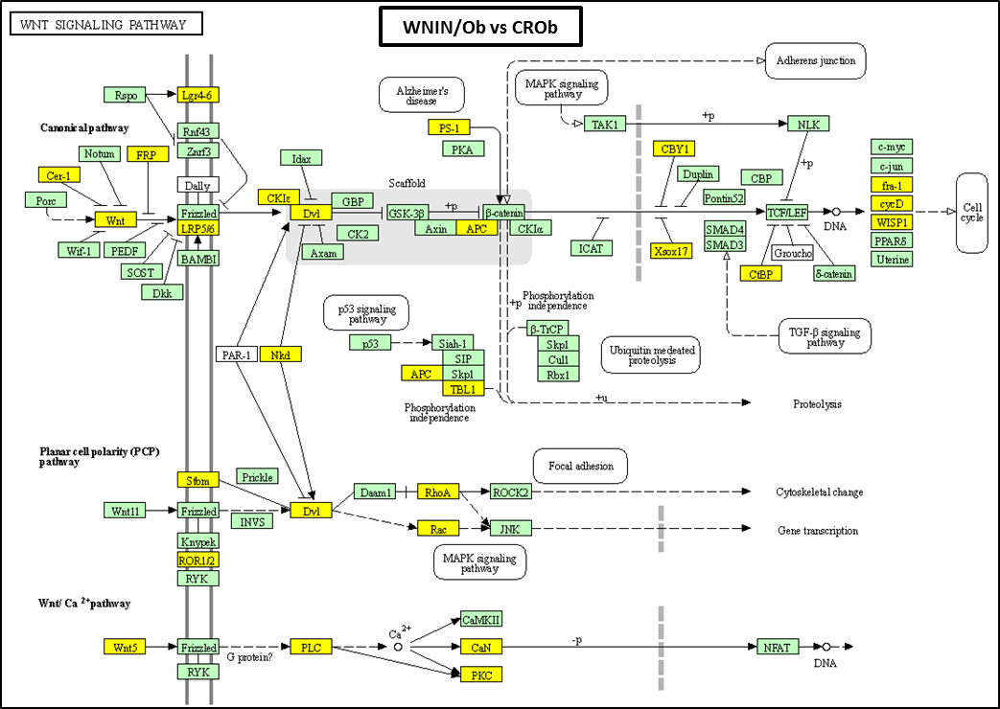 WNT SIGNALING PATHWAY
WNIN/Ob vs CROb
Adherens junction
Alzheimer's
disease
MAPK signaling
pathway
Rspo
Lgr4-6
Canonical pathway
Notum
FRP
Rnf43
Znrf3
Cer-1
Dally
Porc
Wnt
Frizzled
LRP5/6
Wif-1
PEDF
BAMBI
SOST
Dkk
Idax
CKIε
Dvl
GBP
CK2
Axam
Scaffold
PS-1
PKA
GSK-3β
+p
β-catenin
Axin
APC
CKIα
TAK1
+p
NLK
CBY1
Duplin
Pontin52
CBP
+p
TCF/LEF
DNA
SMAD4
SMAD3
Groucho
CtBP
δ-catenin
ICAT
Xsox17
c-myc
c-jun
fra-1
cycD
WISP1
PPARδ
Uterine
Cell
cycle
TGF-β signaling
pathway
p53 signaling
pathway
p53
Siah-1
SIP
APC
Skp1
TBL1
Phosphorylation
independence
Phosphorylation
independence
+p
β-TrCP
Skp1
Cul1
Rbx1
Ubiquitin medeated
proteolysis
+u
Proteolysis
PAR-1
Nkd
Planar cell polarity (PCP)
pathway
Stbm
Prickle
Wnt11
Frizzled
INVS
Dvl
Knypek
ROR1/2
RYK
Daam1
RhoA
ROCK2
Focal adhesion
Cytoskeletal change
Rac
JNK
Gene transcription
MAPK signaling
pathway
Wnt/ Ca 2+pathway
Wnt5
Frizzled
RYK
G protein?
PLC
Ca2+
CaMKII
CaN
PKC
-p
NFAT
DNA